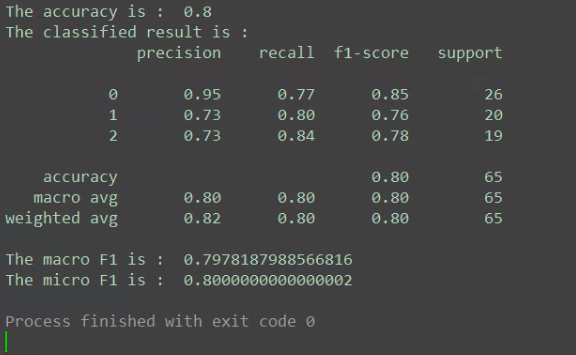 The accuracy is :  0.8
The classified result is :
              precision    recall  f1-score   support

           0       0.95      0.77      0.85        26
           1       0.73      0.80      0.76        20
           2       0.73      0.84      0.78        19

    accuracy                           0.80        65
   macro avg       0.80      0.80      0.80        65
weighted avg       0.82      0.80      0.80        65

The macro F1 is :  0.7978187988566816
The micro F1 is :  0.8000000000000002

Process finished with exit code 0